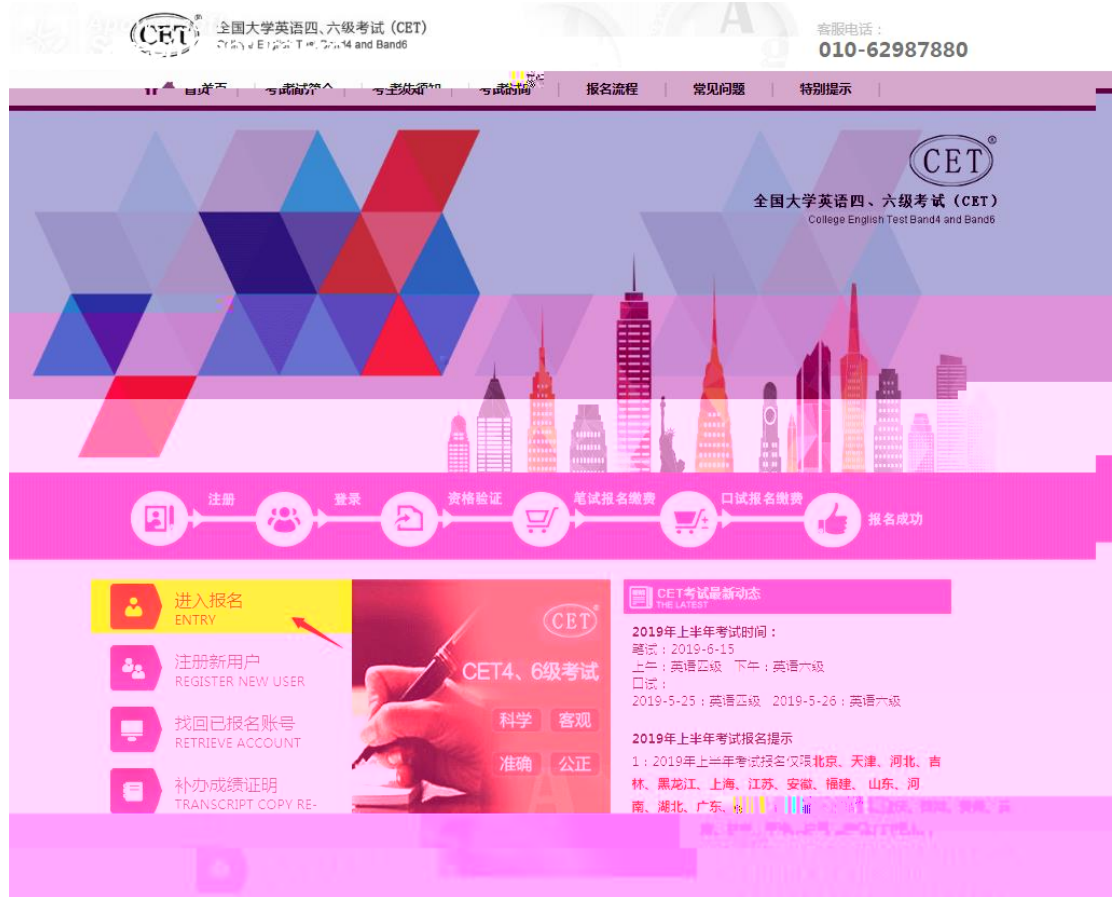 CET®
全国大学英语四、六级考试（CET）
客服电话：
010-62987880
报名流程
常见问题
特别提示
CET®
全国大学英语四、六级考试（CET）
College English Test Band4 and Band6
注册
登录
资格验证
笔试报名缴费
口试报名缴费
报名成功
进入报名
ENTRY
注册新用户
REGISTER NEW USER
找回已报名账号
RETRIEVE ACCOUNT
补办成绩证明
TRANSCRIPT COPY RE-
CET®
CET4、6级考试
科学 客观
准确 公正
CET考试最新动态
THE LATEST
2019年上半年考试时间：
笔试：2019-6-15
上午：英语四级 下午：英语六级
口试：
2019-5-25：英语四级 2019-5-26：英语六级
2019年上半年考试报名提示
1：2019年上半年考试报名仅限北京、天津、河北、吉
林、黑龙江、上海、江苏、安徽、福建、山东、河
南、湖北、广东、